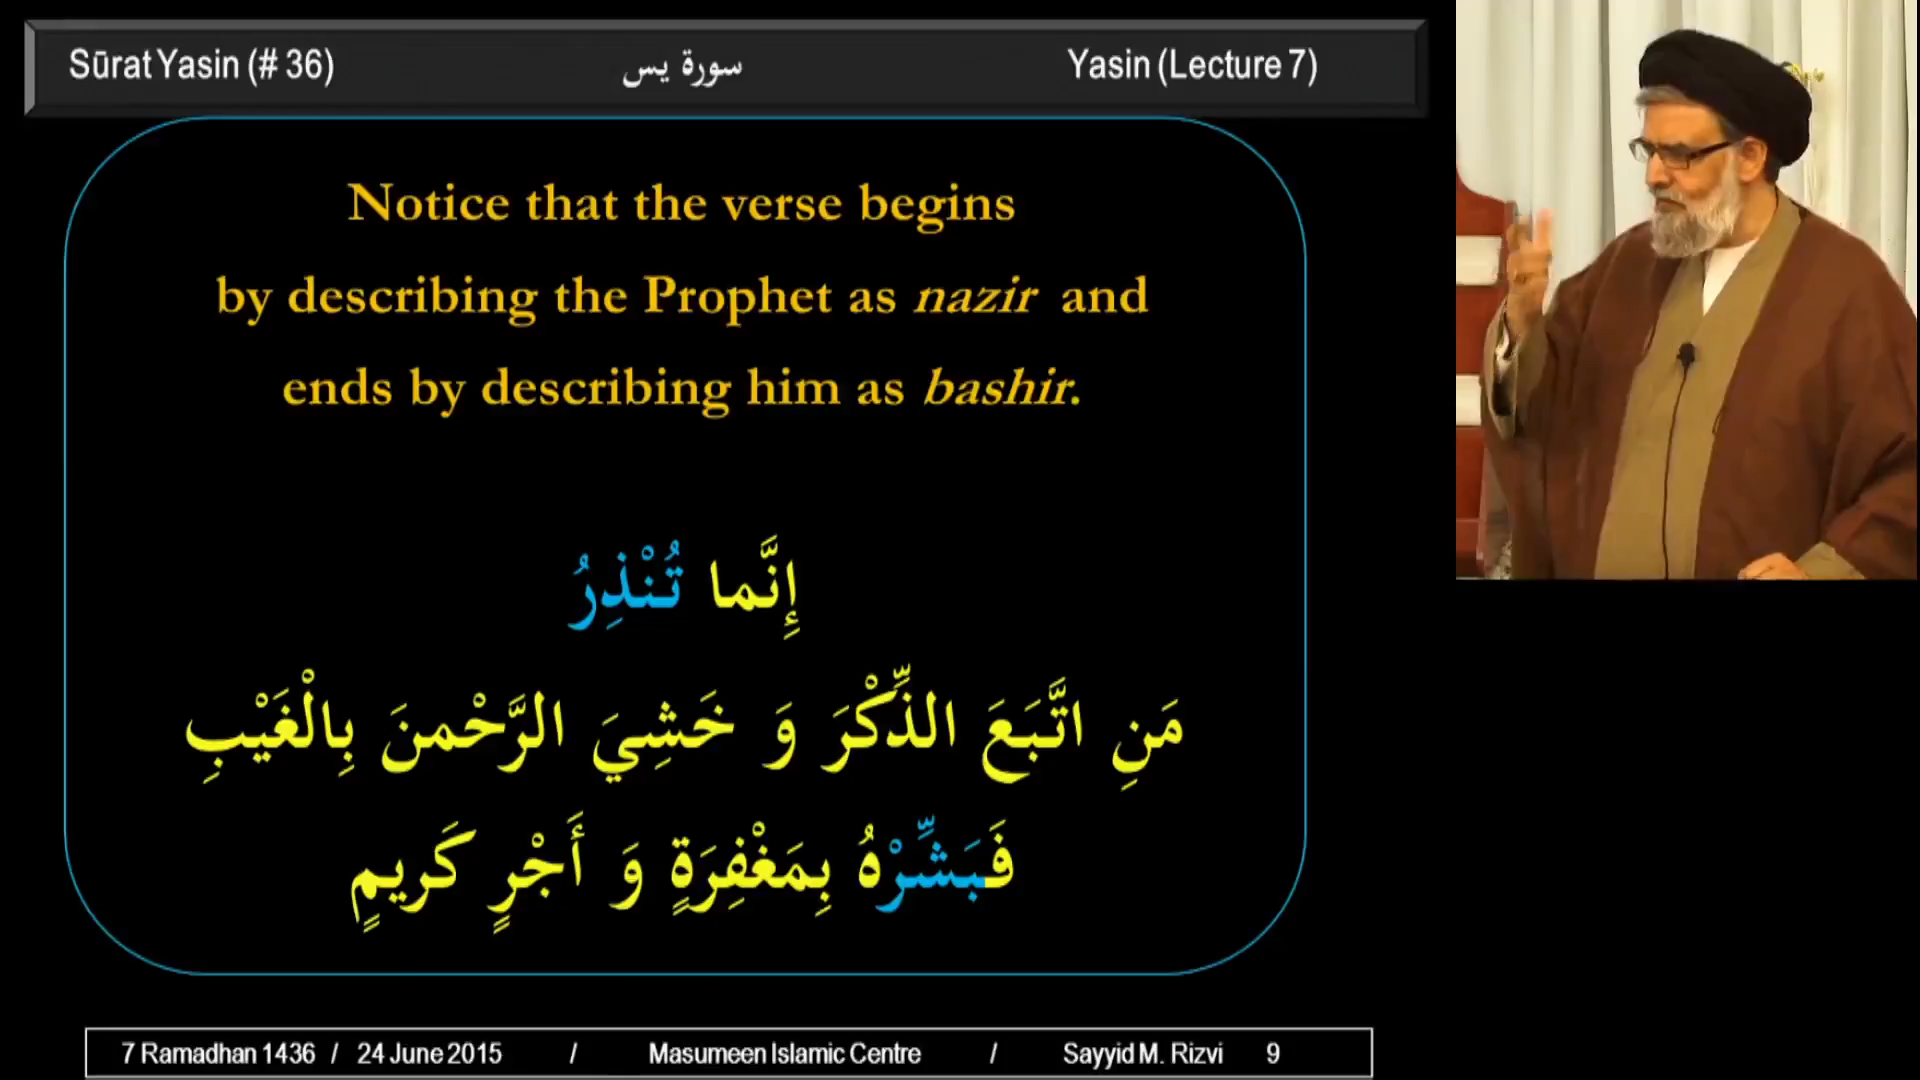 Sūrat Yasin (# 36) سورة يس Yasin (Lecture 7)
Notice that the verse begins
by describing the Prophet as nazir and
ends by describing him as bashir.
إِنَّما تُنْذِرُ
مَنِ اتَّبَعَ الذِّكْرَ وَ خَشِيَ الرَّحْمنَ بِالْغَيْبِ
فَبَشِّرْهُ بِمَغْفِرَةٍ وَ أَجْرٍ كَريمٍ
7 Ramadhan 1436 / 24 June 2015 / Masumeen Islamic Centre / Sayyid M. Rizvi 9